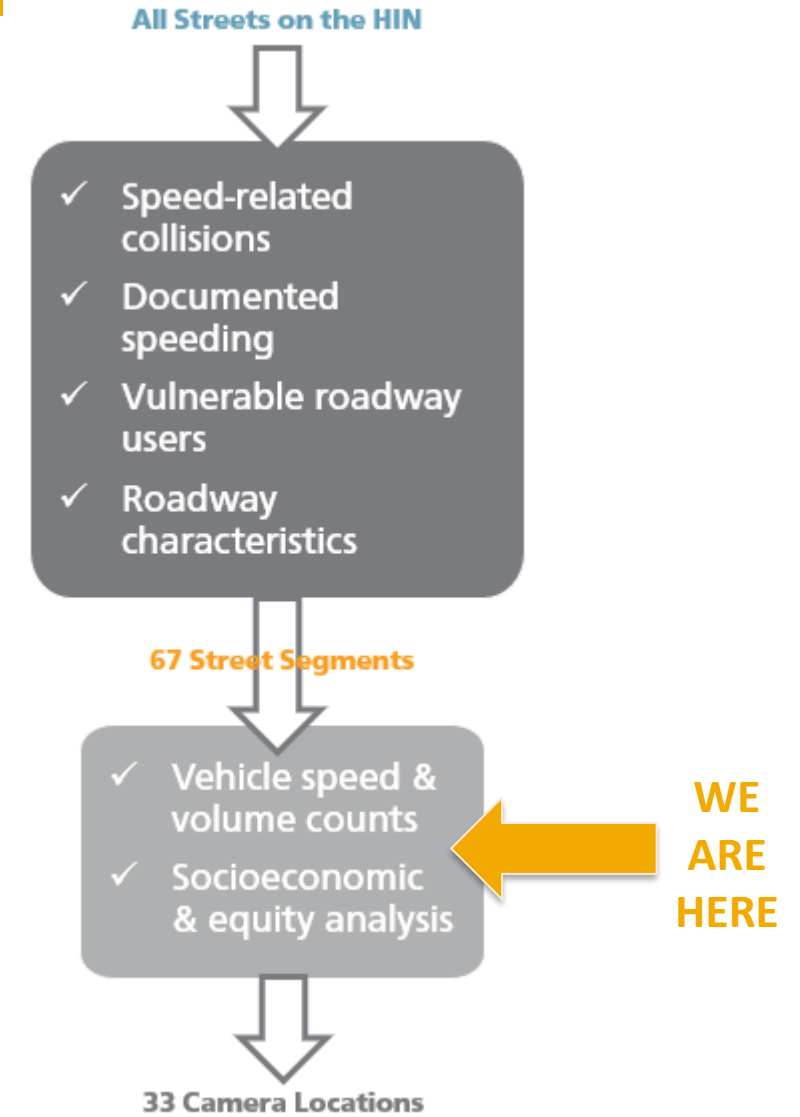 All Streets on the HIN
✓ Speed-related
collisions
✓ Documented
speeding
✓ Vulnerable roadway
users
✓ Roadway
characteristics
67 Street Segments
✓ Vehicle speed &
volume counts
✓ Socioeconomic
& equity analysis
WE
ARE
HERE
33 Camera Locations